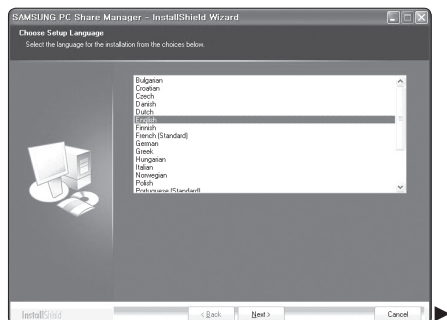 SAMSUNG PC Share Manager - InstallShield Wizard
Choose Setup Language
Select the language for the installation from the choices below.
Bulgarian
Croatian
Czech
Danish
Dutch
English
Finnish
French (Standard)
German
Greek
Hungarian
Italian
Norwegian
Polish
Portuguese (Standard)
InstallShield
< Back
Next >
Cancel